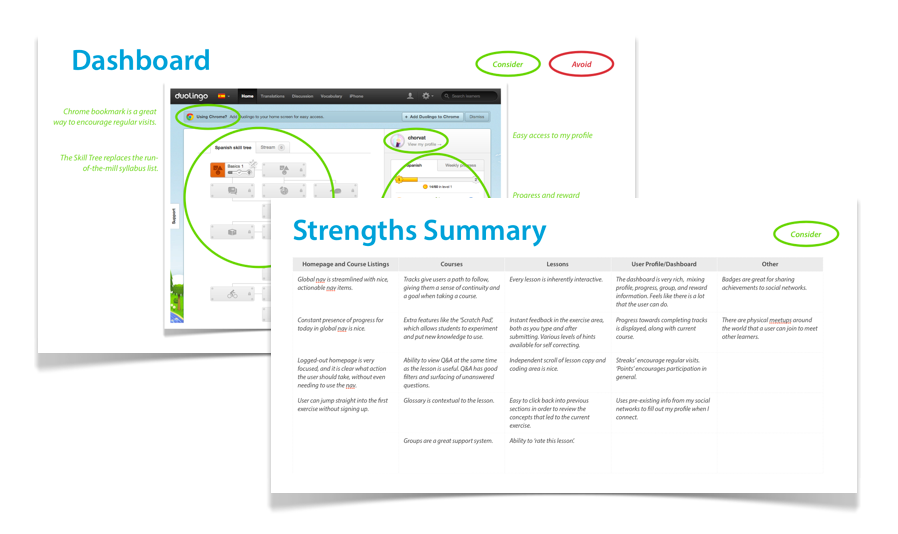 Dashboard
Consider
Avoid
Chrome bookmark is a great
way to encourage regular visits.
The Skill Tree replaces the run-
of-the-mill syllabus list.
duolingo
Home
Translations
Discussion
Vocabulary
iPhone
Using Chrome? Add Duolingo to your home screen for easy access.
+ Add Duolingo to Chrome
Dismiss
Spanish skill tree
Stream
Basics 1
View my profile
Spanish
Weekly progress
Support
Easy access to my profile
Progress and reward
Strengths Summary
Consider
Homepage and Course Listings
Courses
Lessons
User Profile/Dashboard
Other
Global nav is streamlined with nice,
actionable nav items.
Tracks give users a path to follow,
giving them a sense of continuity and
a goal when taking a course.
Every lesson is inherently interactive.
The dashboard is very rich, mixing
profile, progress, group, and reward
information. Feels like there is a lot
that the user can do.
Badges are great for sharing
achievements to social networks.
Constant presence of progress for
today in global nav is nice.
Extra features like the 'Scratch Pad',
which allows students to experiment
and put new knowledge to use.
Instant feedback in the exercise area,
both as you type and after
submitting. Various levels of hints
available for self correcting.
Progress towards completing tracks
is displayed, along with current
course.
There are physical meetups around
the world that a user can join to meet
other learners.
Logged-out homepage is very
focused, and it is clear what action
the user should take, without even
needing to use the nav.
Ability to view Q&A at the same time
as the lesson is useful. Q&A has good
filters and surfacing of unanswered
questions.
Independent scroll of lesson copy and
coding area is nice.
Streaks' encourage regular visits.
'Points' encourages participation in
general.
User can jump straight into the first
exercise without signing up.
Glossary is contextual to the lesson.
Easy to click back into previous
sections in order to review the
concepts that led to the current
exercise.
Uses pre-existing info from my social
networks to fill out my profile when I
connect.
Groups are a great support system.
Ability to 'rate this lesson'.